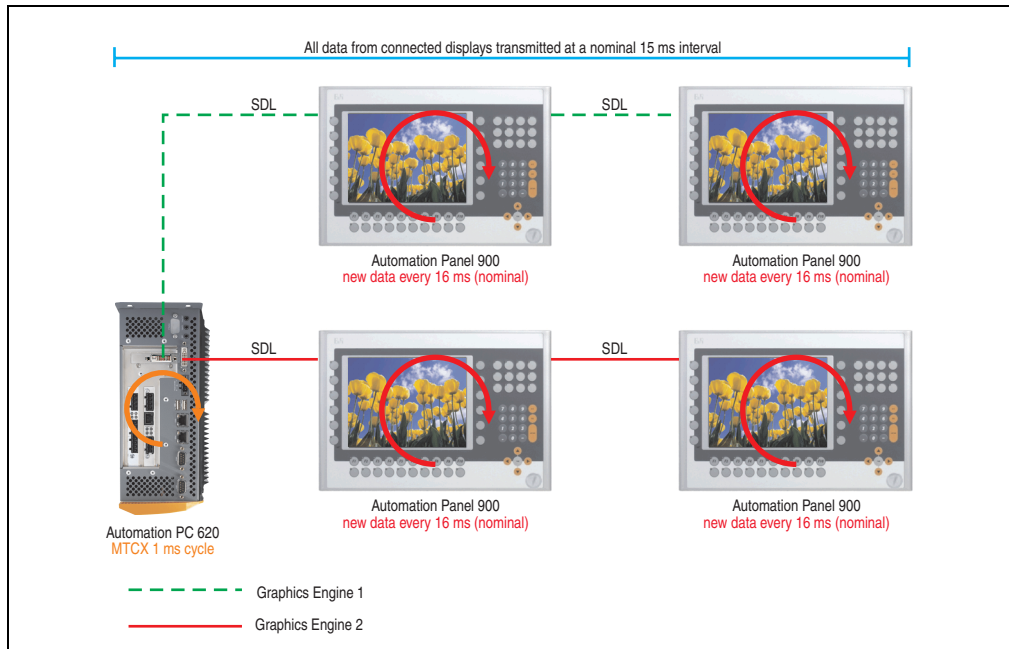 All data from connected displays transmitted at a nominal 15 ms interval
SDL
SDL
Automation Panel 900
new data every 16 ms (nominal)
Automation Panel 900
new data every 16 ms (nominal)
SDL
SDL
Automation Panel 900
new data every 16 ms (nominal)
Automation Panel 900
new data every 16 ms (nominal)
Automation PC 620
MTCX 1 ms cycle
Graphics Engine 1
Graphics Engine 2